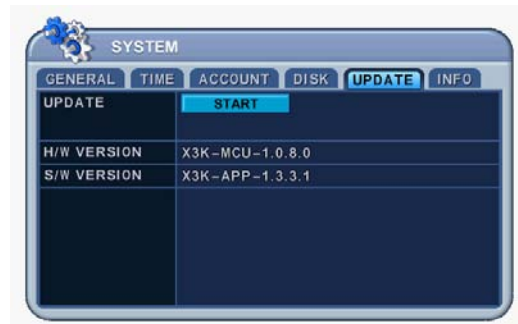 SYSTEM
GENERAL TIME ACCOUNT DISK UPDATE INFO
UPDATE START
H/W VERSION X3K-MCU-1.0.8.0
S/W VERSION X3K-APP-1.3.3.1